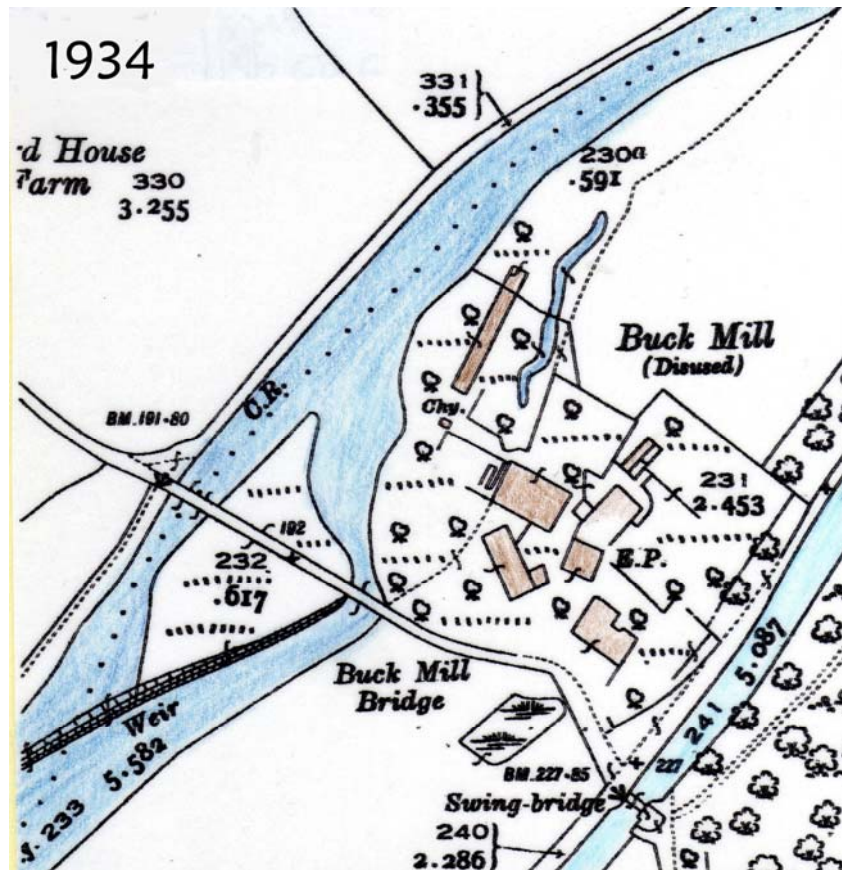 1934
331
.355
230a
.591
d House
Farm
330
3.255
Buck Mill
(Disused)
C.R.
BM.191-80
Chy.
231
2.453
192
232
.617
E.P.
Buck Mill
Bridge
Weir
233 5.582
241 5.087
227
BM.227-85
Swing-bridge
240
2.286